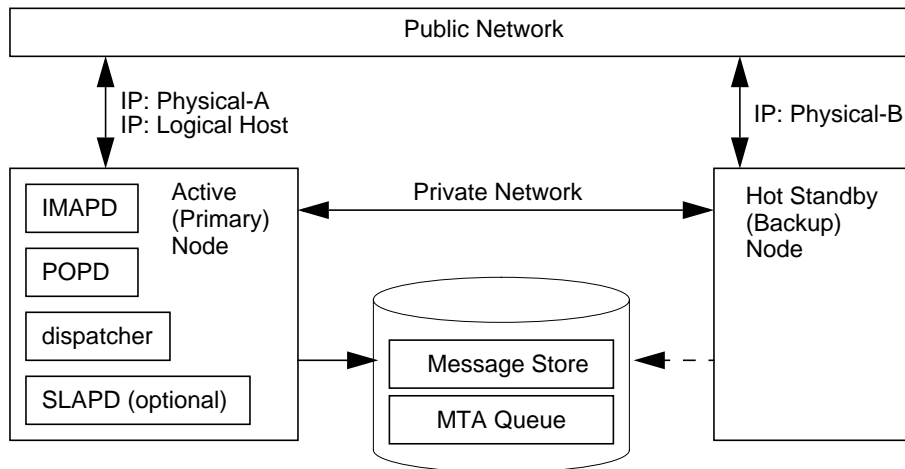 Public Network
IP: Physical-A
IP: Logical Host
IP: Physical-B
IMAPD
POPD
dispatcher
SLAPD (optional)
Active
(Primary)
Node
Private Network
Hot Standby
(Backup)
Node
Message Store
MTA Queue